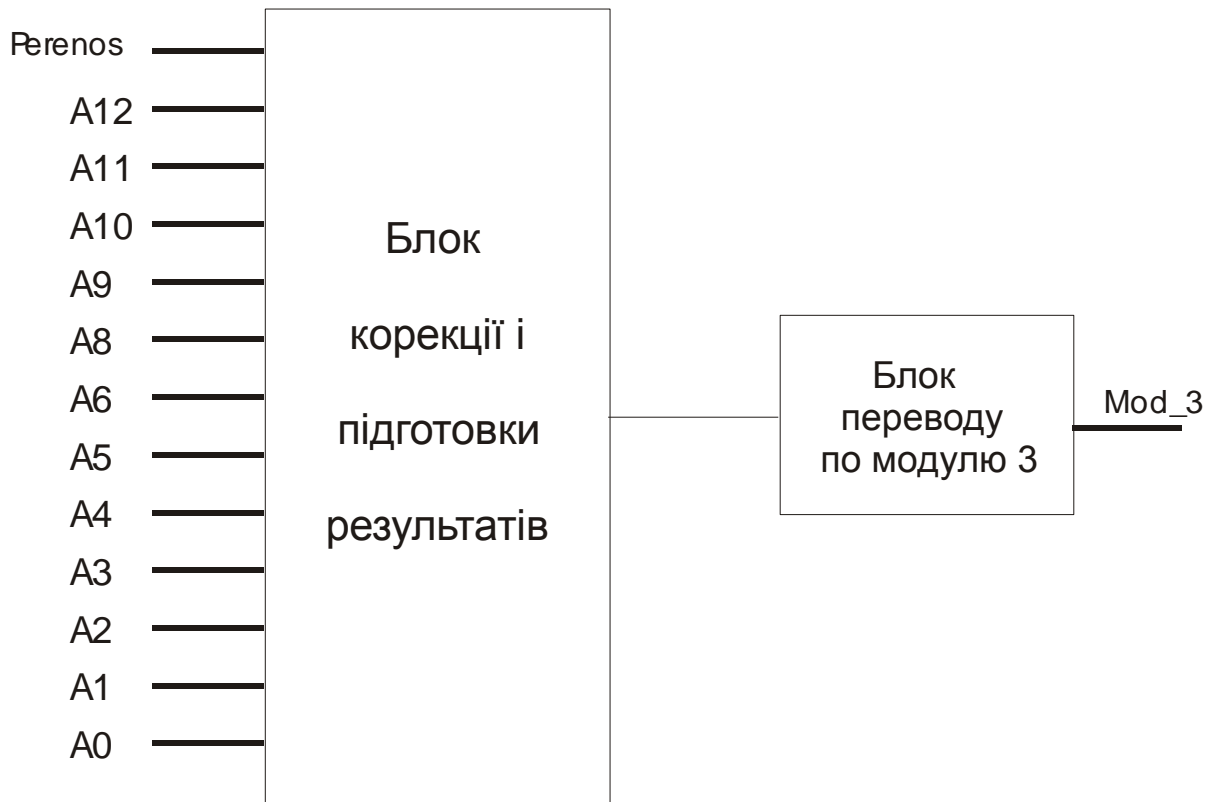 Perenos
A12
A11
A10
A9
A8
A6
A5
A4
A3
A2
A1
A0
Блок
корекції і
підготовки
результатів
Блок
переводу
по модулю 3
Mod_3